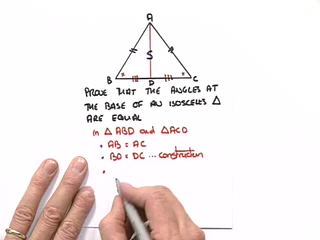 A
S
B D C
PROVE THAT THE ANGLES AT
THE BASE OF AN ISOSCELES Δ
ARE EQUAL
In Δ ABD and Δ ACD
• AB = AC
• BD = DC ... construction
•